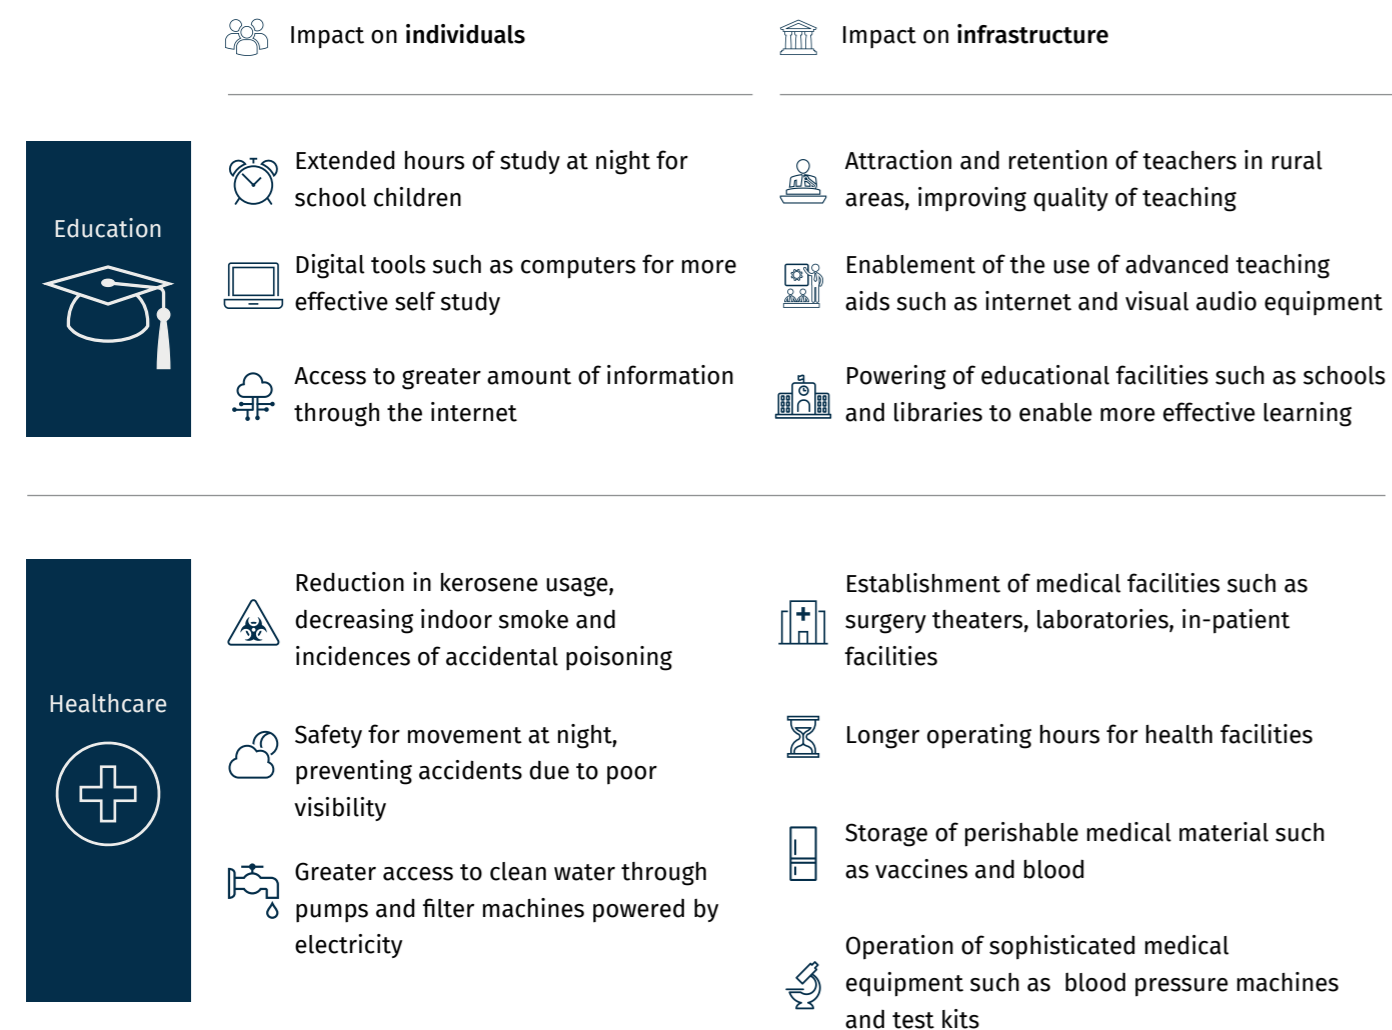 Impact on individuals
Impact on infrastructure
Education
Extended hours of study at night for
school children
Digital tools such as computers for more
effective self study
Access to greater amount of information
through the internet
Attraction and retention of teachers in rural
areas, improving quality of teaching
Enablement of the use of advanced teaching
aids such as internet and visual audio equipment
Powering of educational facilities such as schools
and libraries to enable more effective learning
Healthcare
Reduction in kerosene usage,
decreasing indoor smoke and
incidences of accidental poisoning
Safety for movement at night,
preventing accidents due to poor
visibility
Greater access to clean water through
pumps and filter machines powered by
electricity
Establishment of medical facilities such as
surgery theaters, laboratories, in-patient
facilities
Longer operating hours for health facilities
Storage of perishable medical material such
as vaccines and blood
Operation of sophisticated medical
equipment such as  blood pressure machines
and test kits